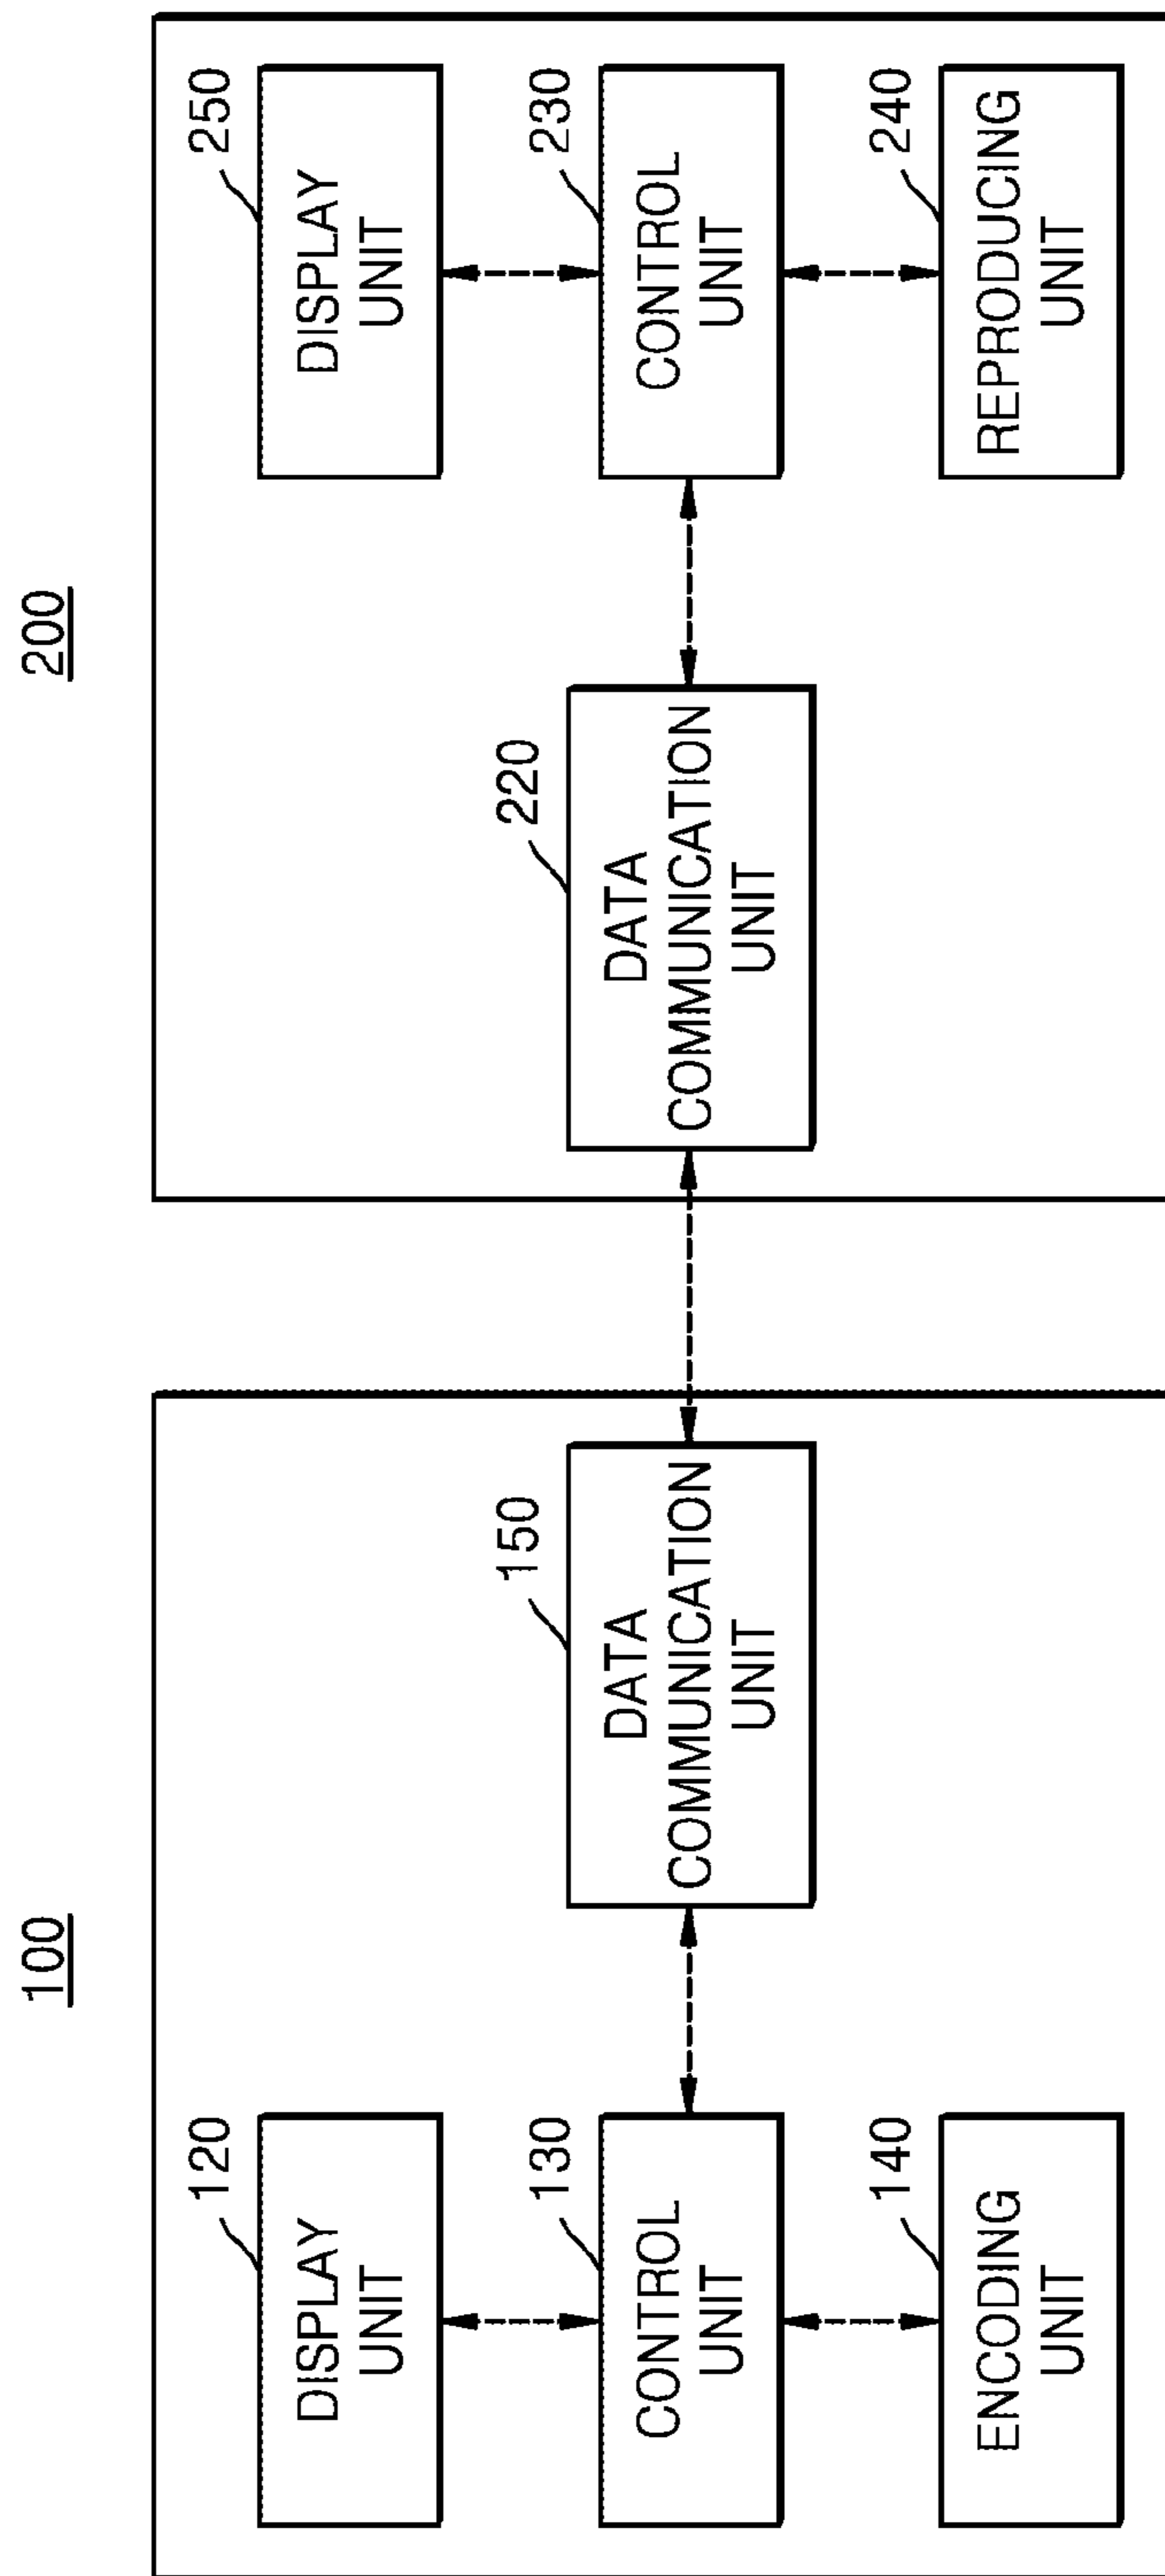 100
120
DISPLAY
UNIT
130
CONTROL
UNIT
140
ENCODING
UNIT
150
DATA
COMMUNICATION
UNIT
200
220
DATA
COMMUNICATION
UNIT
250
DISPLAY
UNIT
230
CONTROL
UNIT
240
REPRODUCING
UNIT